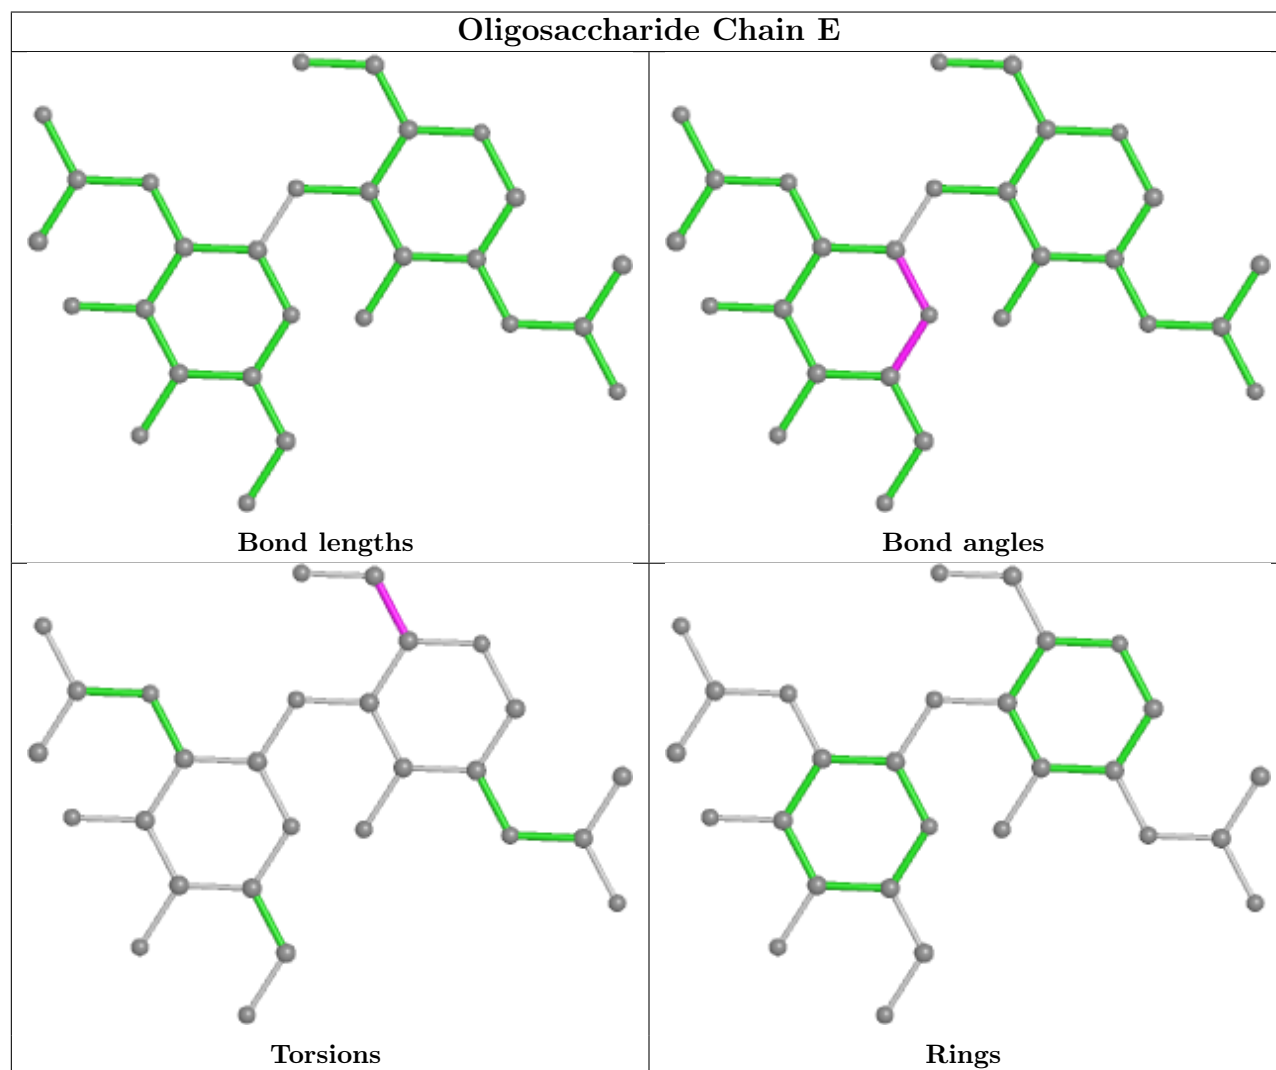 Oligosaccharide Chain E
Bond lengths
Bond angles
Torsions
Rings